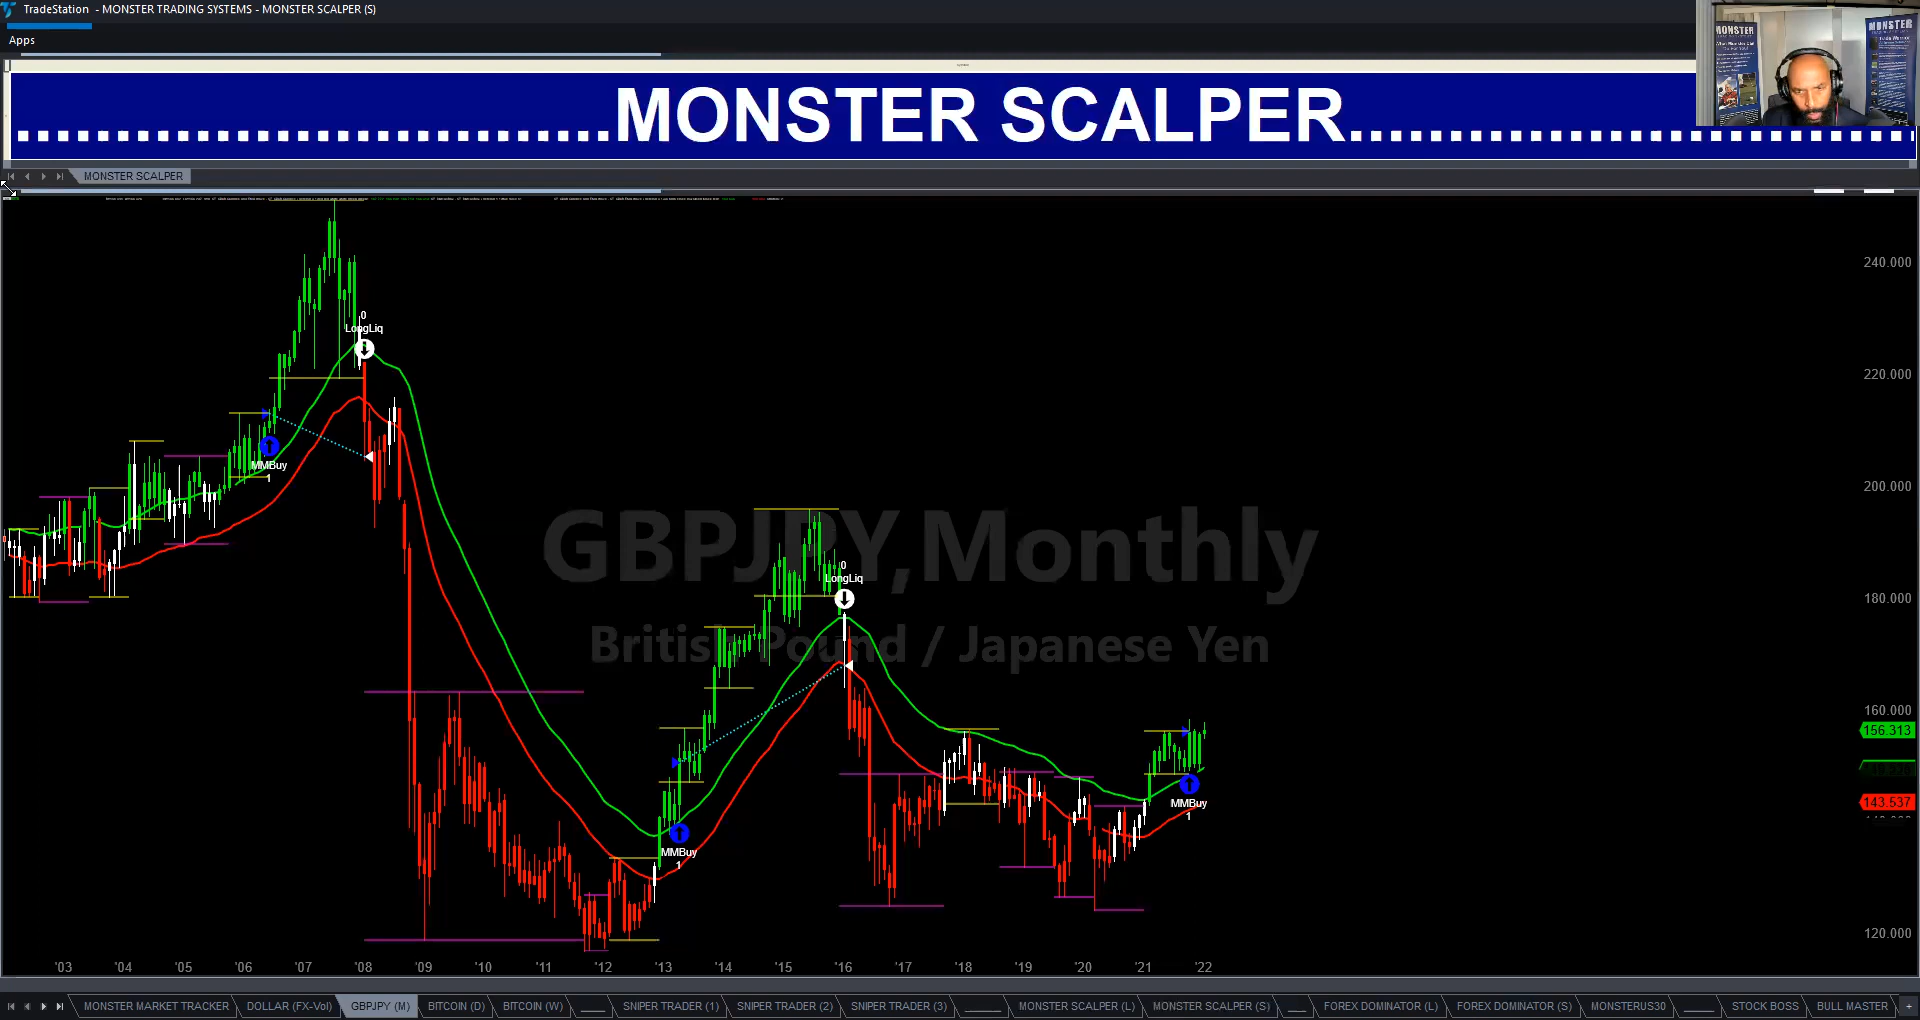 TradeStation - MONSTER TRADING SYSTEMS - MONSTER SCALPER (S)
Apps
MONSTER SCALPER
MONSTER
MONSTER
MONSTER SCALPER
240.000
0
LongLiq
220.000
MMBuy
1
200.000
GBPJPY,Monthly
British Pound / Japanese Yen
0
LongLiq
180.000
160.000
156.313
MMBuy
1
143.537
MMBuy
1
120.000
'03 '04 '05 '06 '07 '08 '09 '10 '11 '12 '13 '14 '15 '16 '17 '18 '19 '20 '21 '22
MONSTER MARKET TRACKER DOLLAR (FX-Vol) GBPJPY (M) BITCOIN (D) BITCOIN (W) ____ SNIPER TRADER (1) SNIPER TRADER (2) SNIPER TRADER (3) ______ MONSTER SCALPER (L) MONSTER SCALPER (S) ___ FOREX DOMINATOR (L) FOREX DOMINATOR (S) MONSTERUS30 _____ STOCK BOSS BULL MASTER +